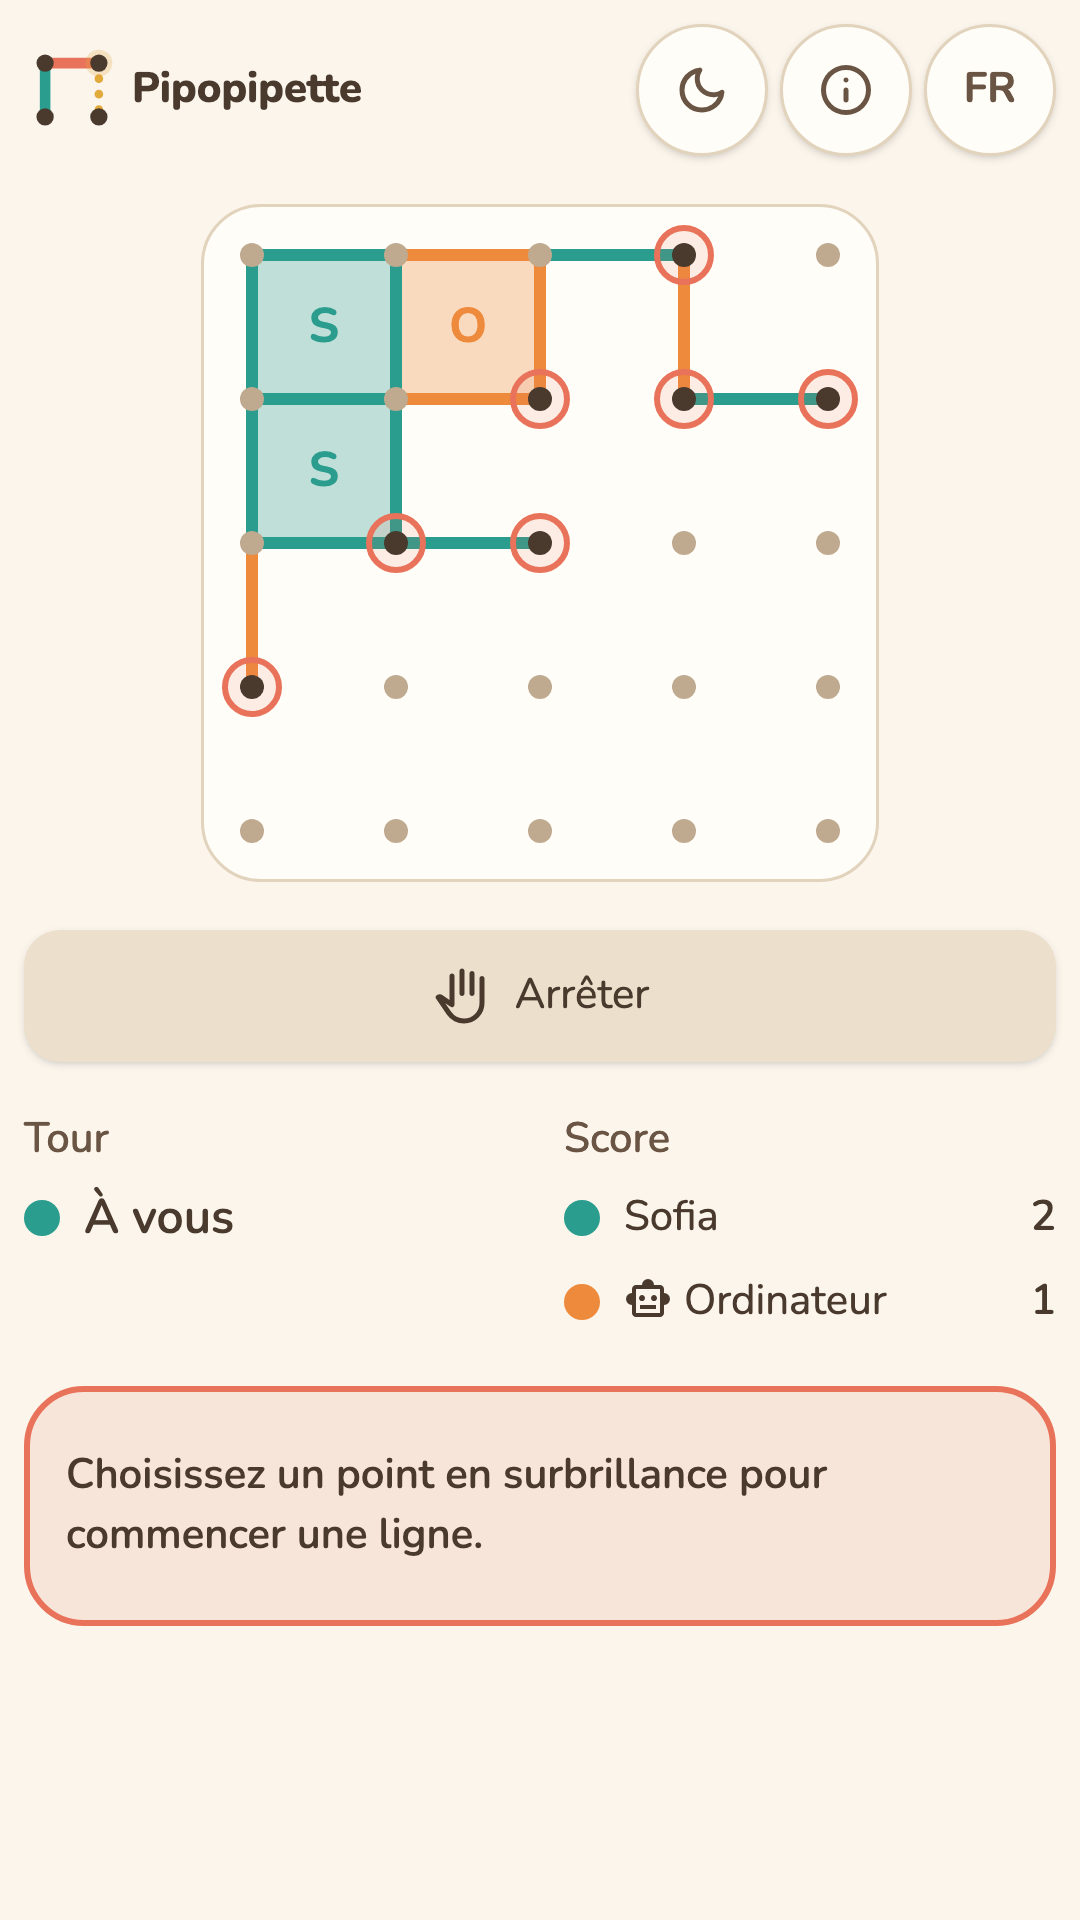 Pipopipette
FR
S
O
S
Arrêter
Tour
Score
À vous
Sofia
2
Ordinateur
1
Choisissez un point en surbrillance pour
commencer une ligne.